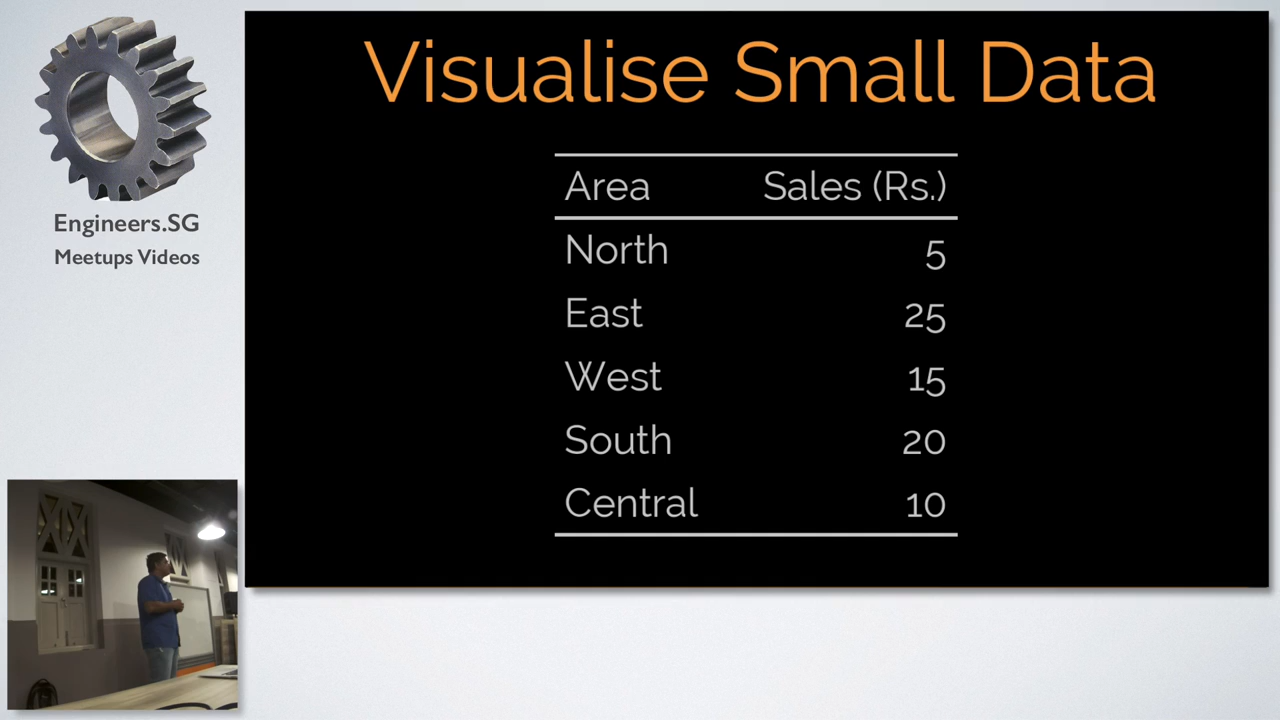 Visualise Small Data
Area Sales (Rs.)
North 5
East 25
West 15
South 20
Central 10
Engineers.SG
Meetups Videos